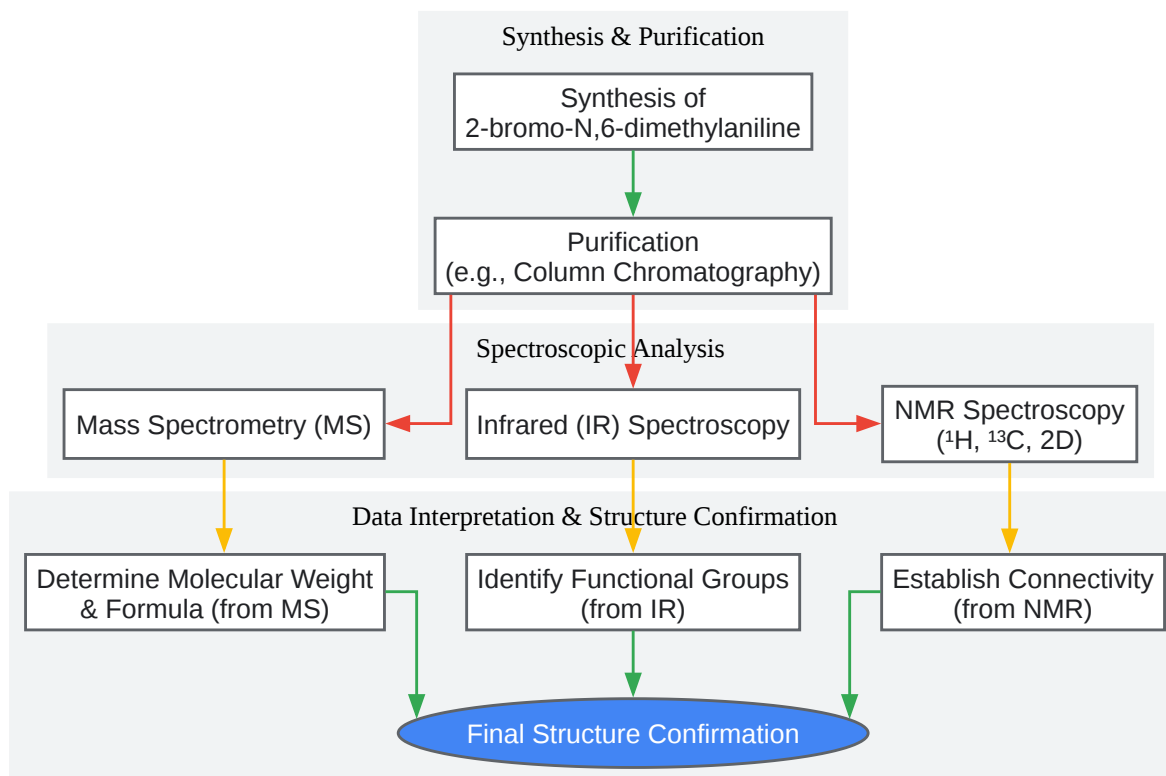 Synthesis & Purification
Synthesis of
2-bromo-N,6-dimethylaniline
Purification
(e.g., Column Chromatography)
Spectroscopic Analysis
Mass Spectrometry (MS)
Infrared (IR) Spectroscopy
NMR Spectroscopy
(¹H, ¹³C, 2D)
Data Interpretation & Structure Confirmation
Determine Molecular Weight
& Formula (from MS)
Identify Functional Groups
(from IR)
Establish Connectivity
(from NMR)
Final Structure Confirmation